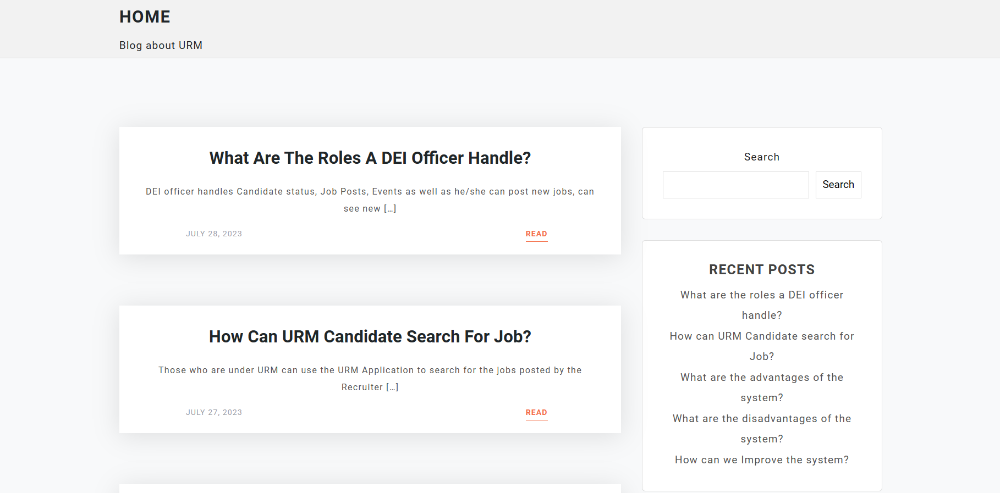 HOME
Blog about URM
What Are The Roles A DEI Officer Handle?
DEI officer handles Candidate status, Job Posts, Events as well as he/she can post new jobs, can
see new [...]
JULY 28, 2023
READ
How Can URM Candidate Search For Job?
Those who are under URM can use the URM Application to search for the jobs posted by the
Recruiter [...]
JULY 27, 2023
READ
Search
Search
RECENT POSTS
What are the roles a DEI officer
handle?
How can URM Candidate search for
Job?
What are the advantages of the
system?
What are the disadvantages of the
system?
How can we Improve the system?